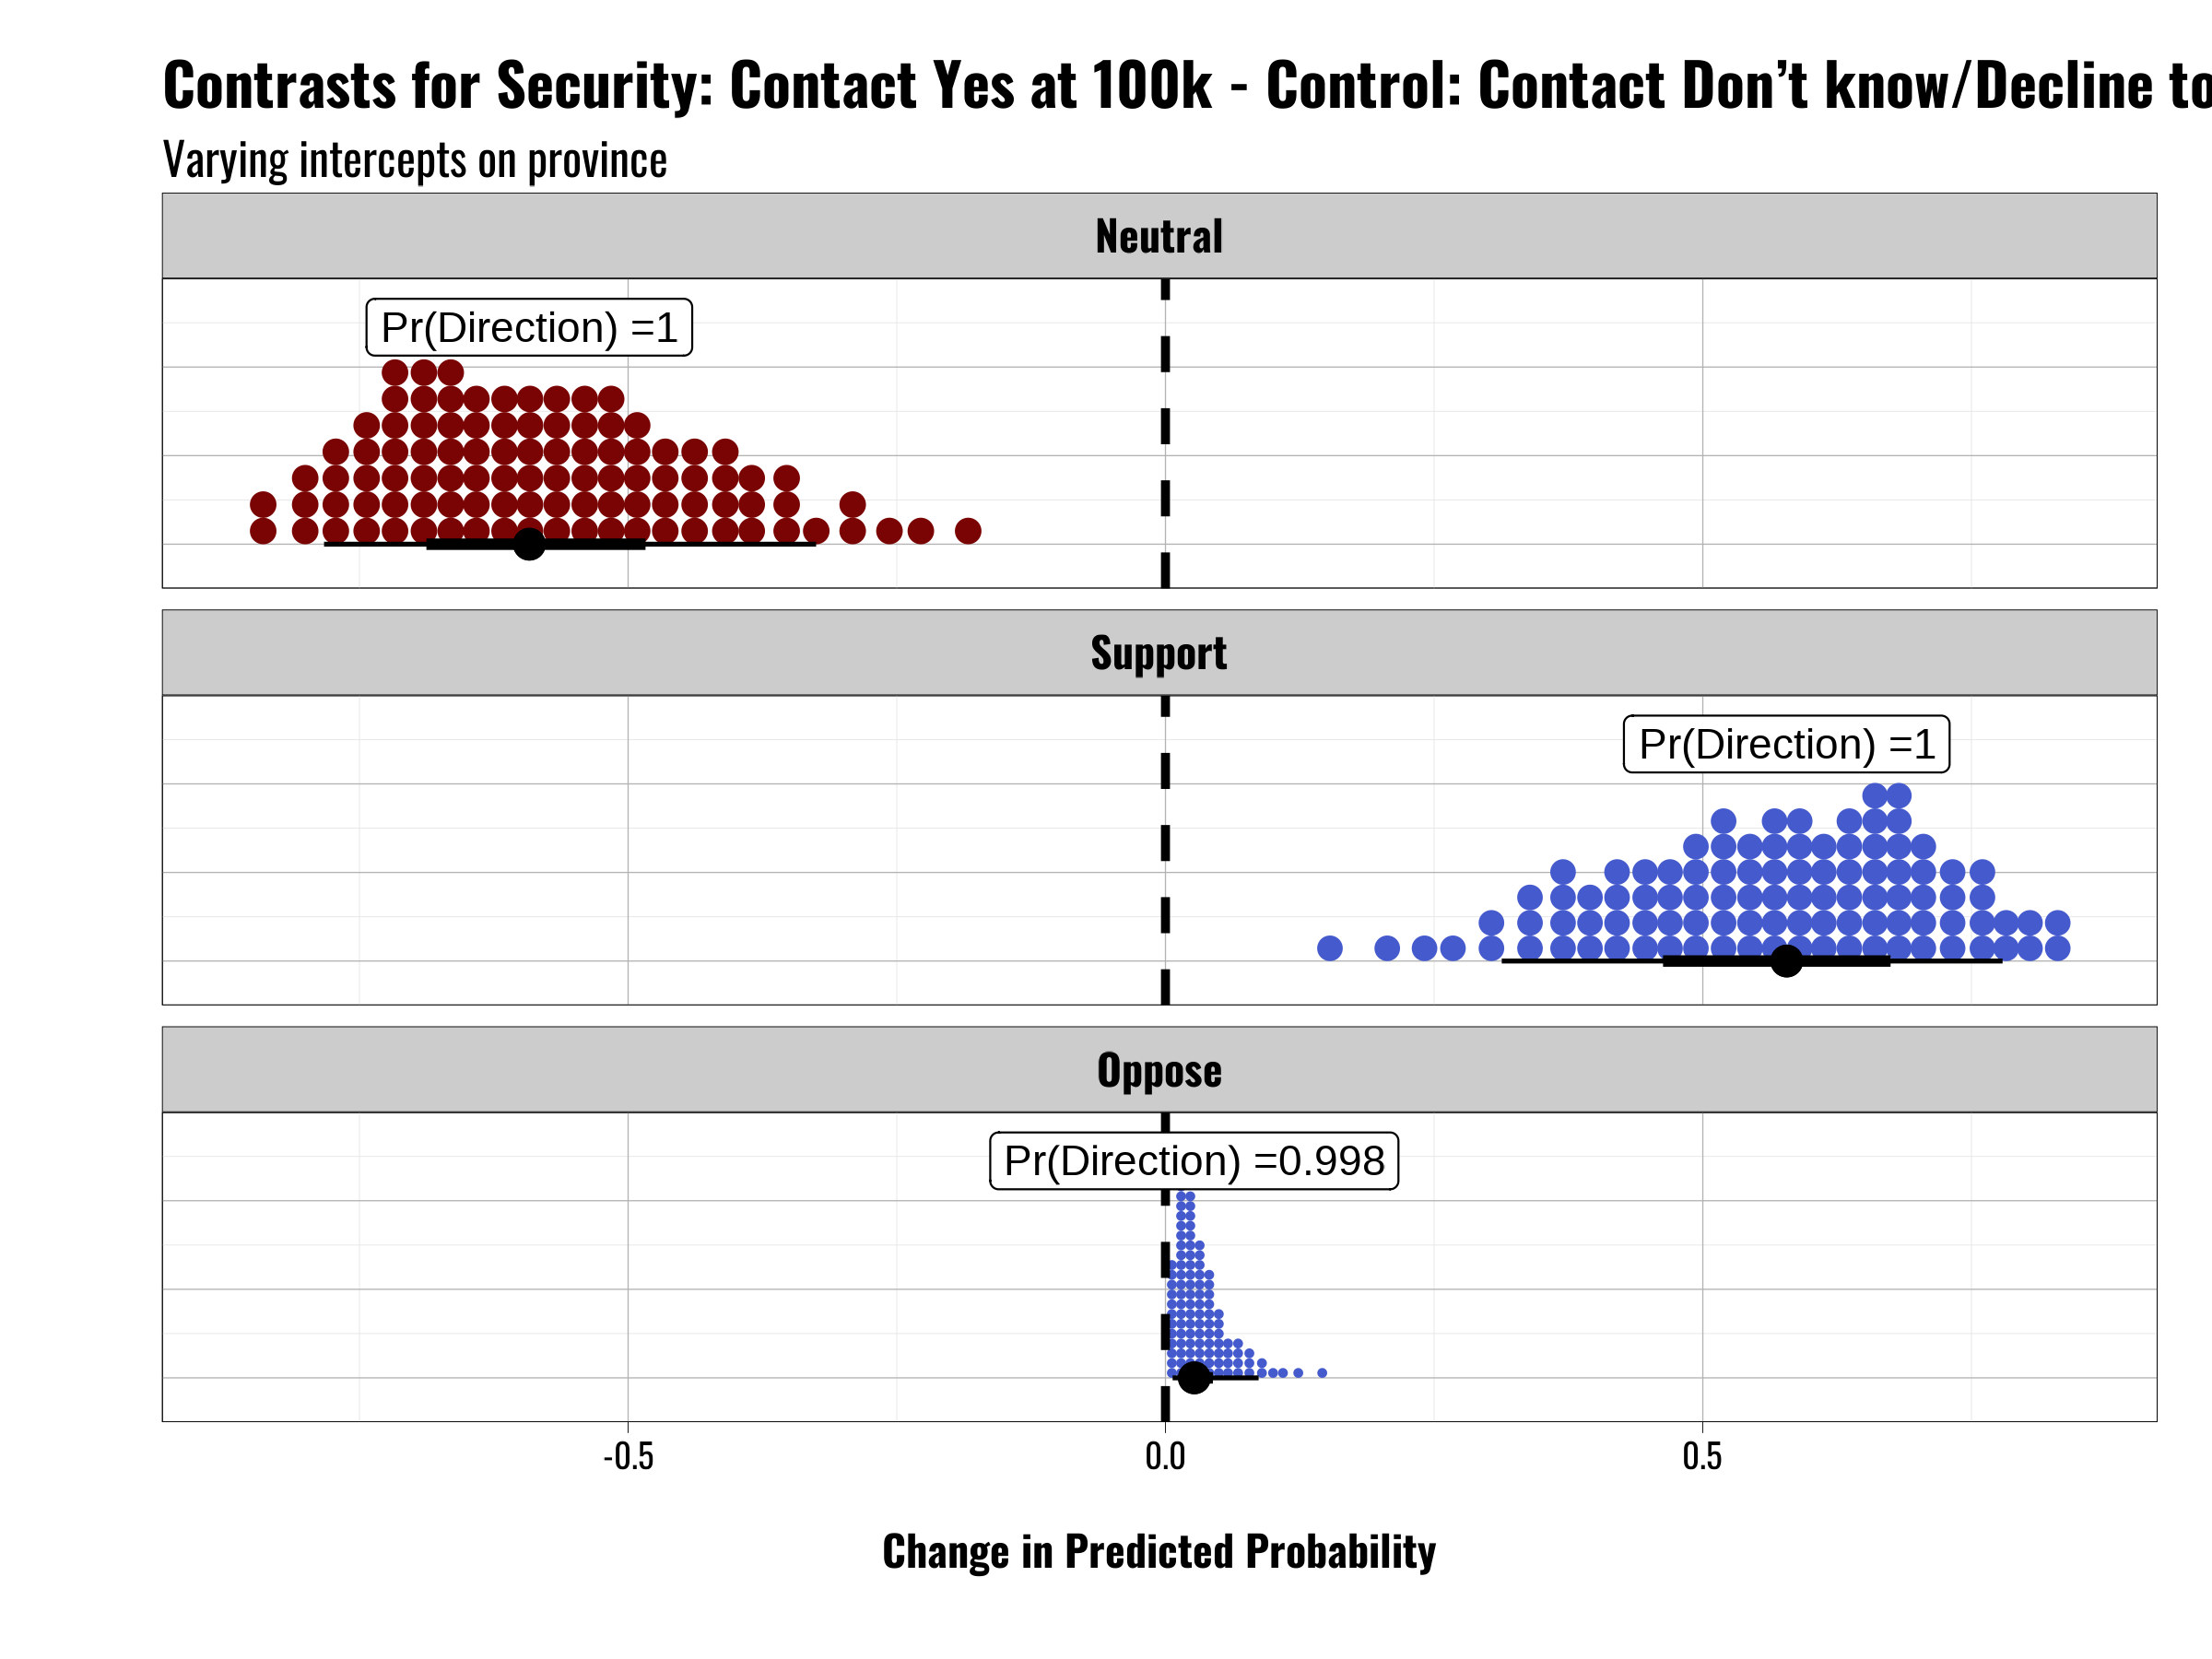 Contrasts for Security: Contact Yes at 100k - Control: Contact Don’t know/Decline to
Varying intercepts on province
Neutral
Pr(Direction) =1
Support
Pr(Direction) =1
Oppose
Pr(Direction) =0.998
-0.5 0.0 0.5
Change in Predicted Probability